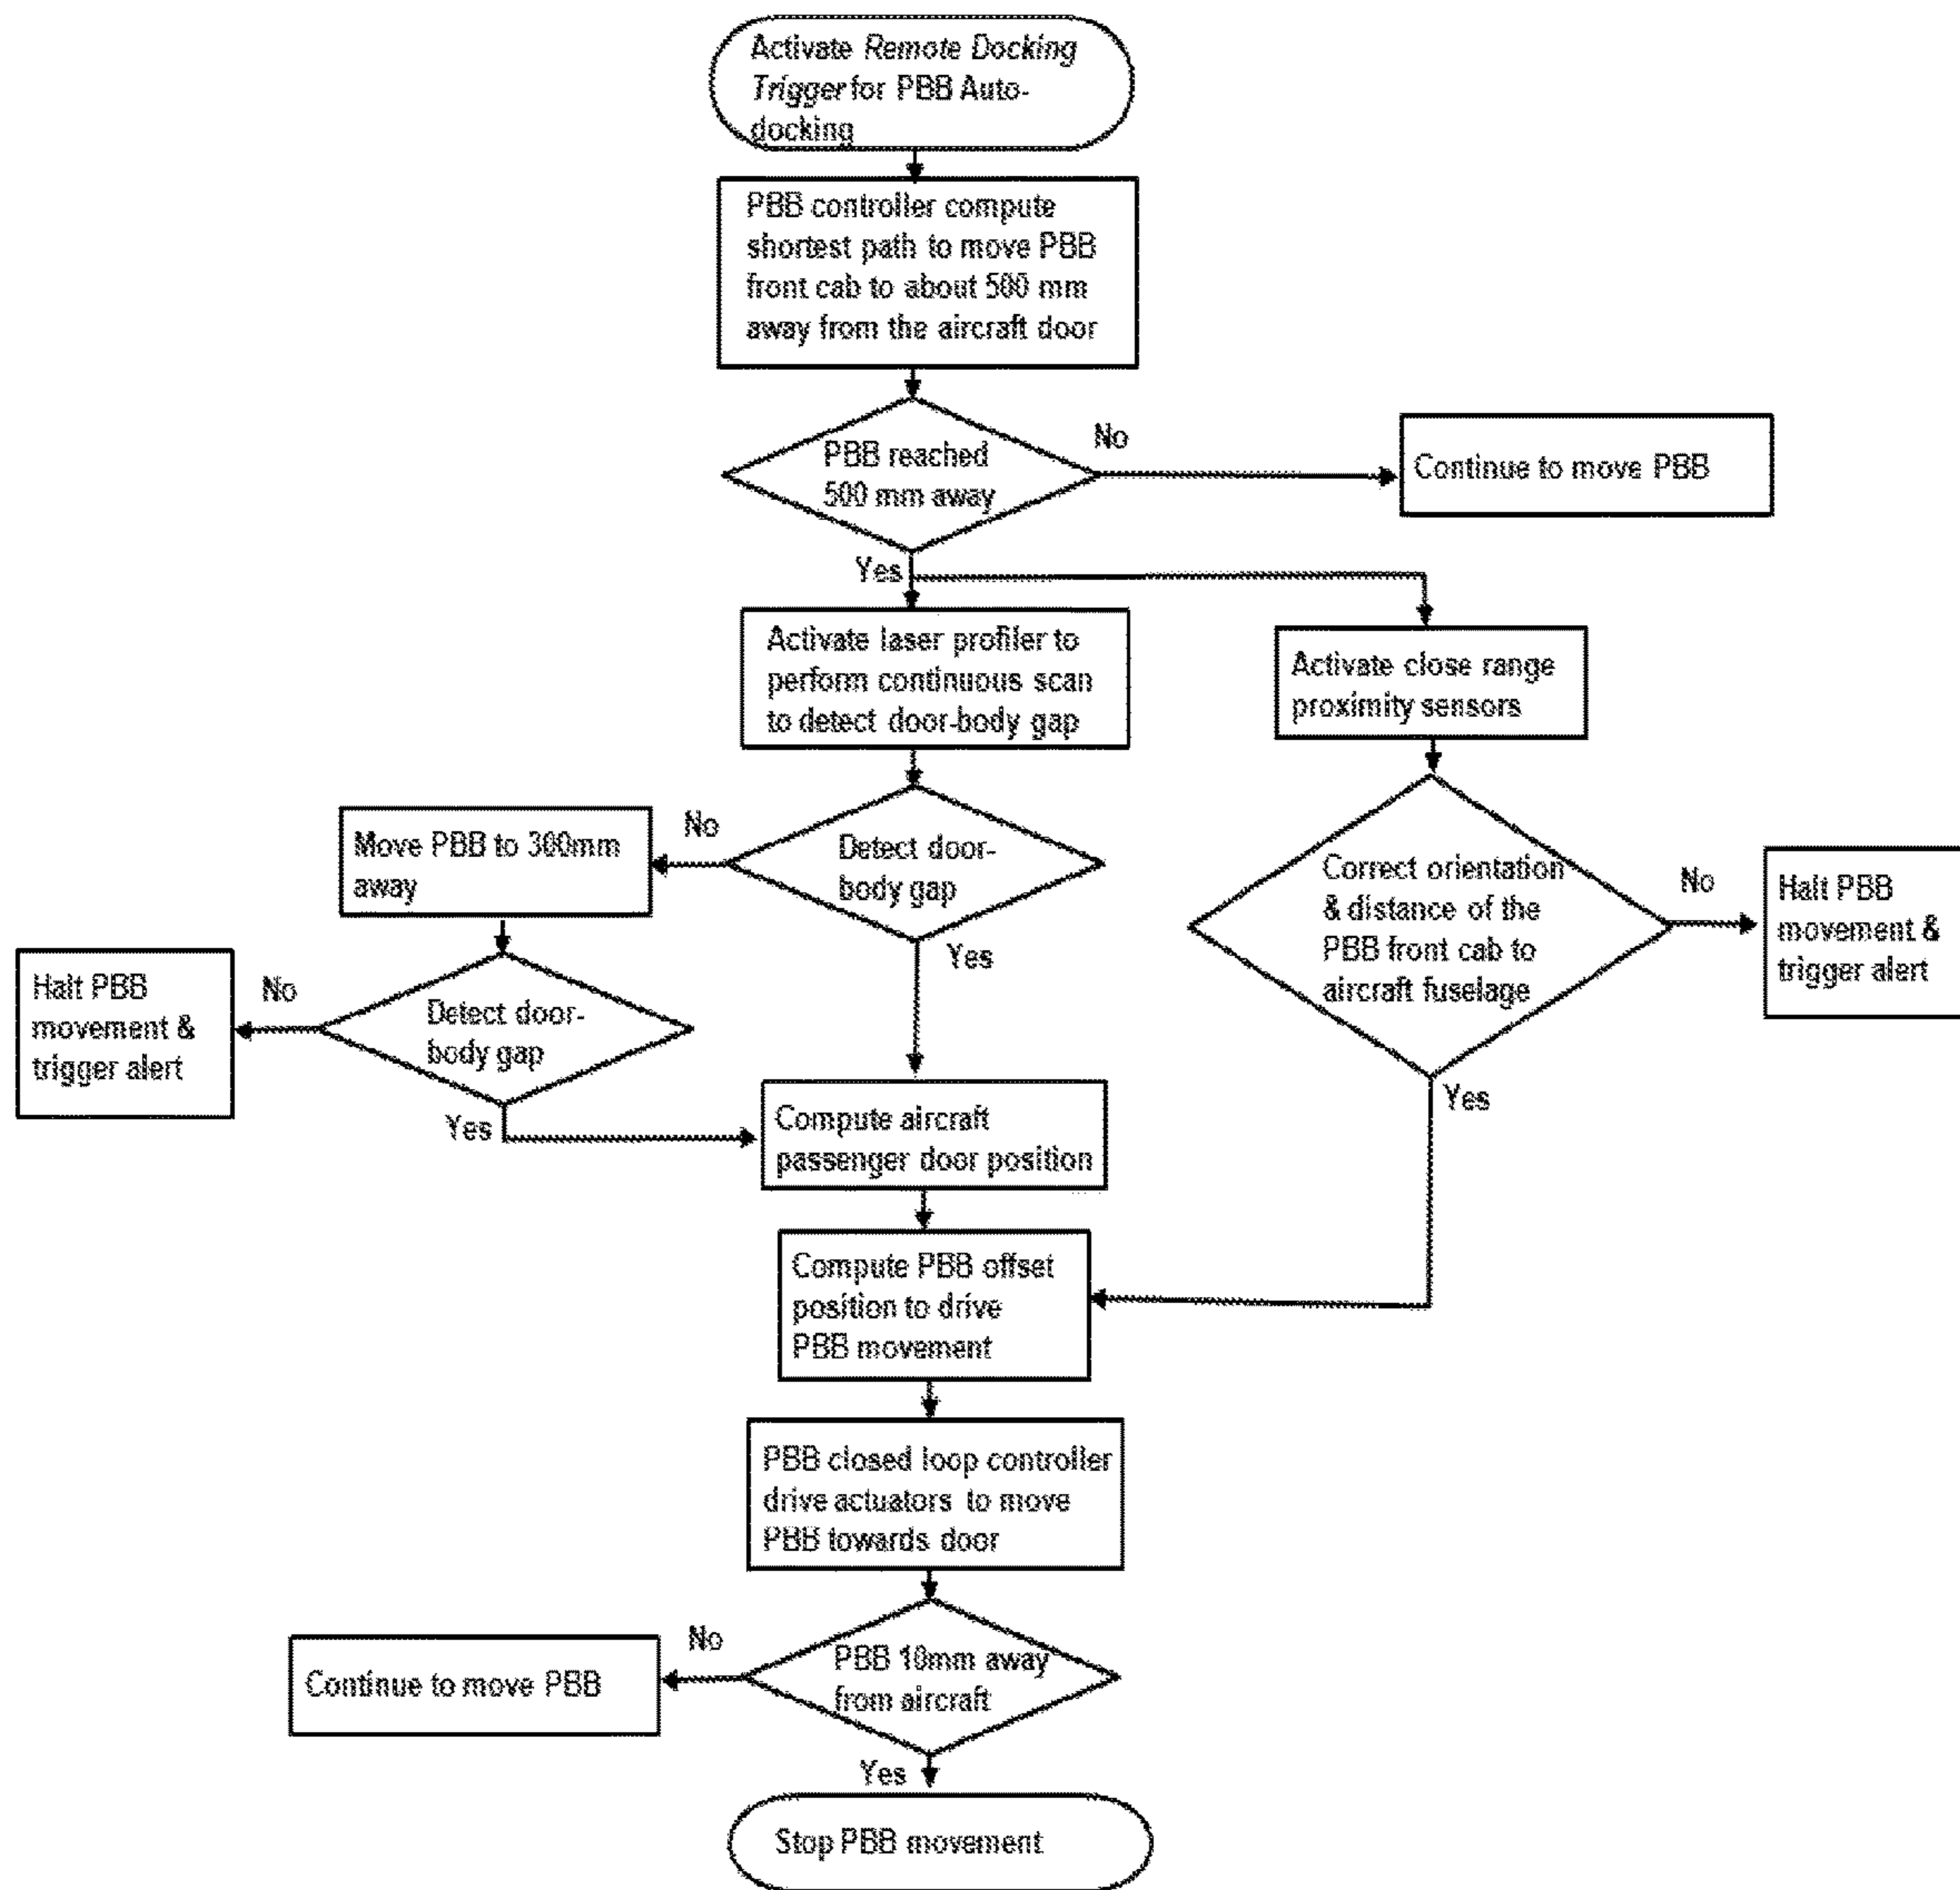 Activate Remote Docking
Trigger for PBB Auto-
docking
PBB controller compute
shortest path to move PBB
front cab to about 500 mm
away from the aircraft door
PBB reached
500 mm away
No
Continue to move PBB
Yes
Activate laser profiler to
perform continuous scan
to detect door-body gap
Activate close range
proximity sensors
Move PBB to 300mm
away
No
Detect door-
body gap
Yes
Correct orientation
& distance of the
PBB front cab to
aircraft fuselage
No
Halt PBB
movement &
trigger alert
Yes
Halt PBB
movement &
trigger alert
No
Detect door-
body gap
Yes
Compute aircraft
passenger door position
Compute PBB offset
position to drive
PBB movement
PBB closed loop controller
drive actuators to move
PBB towards door
Continue to move PBB
No
PBB 10mm away
from aircraft
Yes
Stop PBB movement